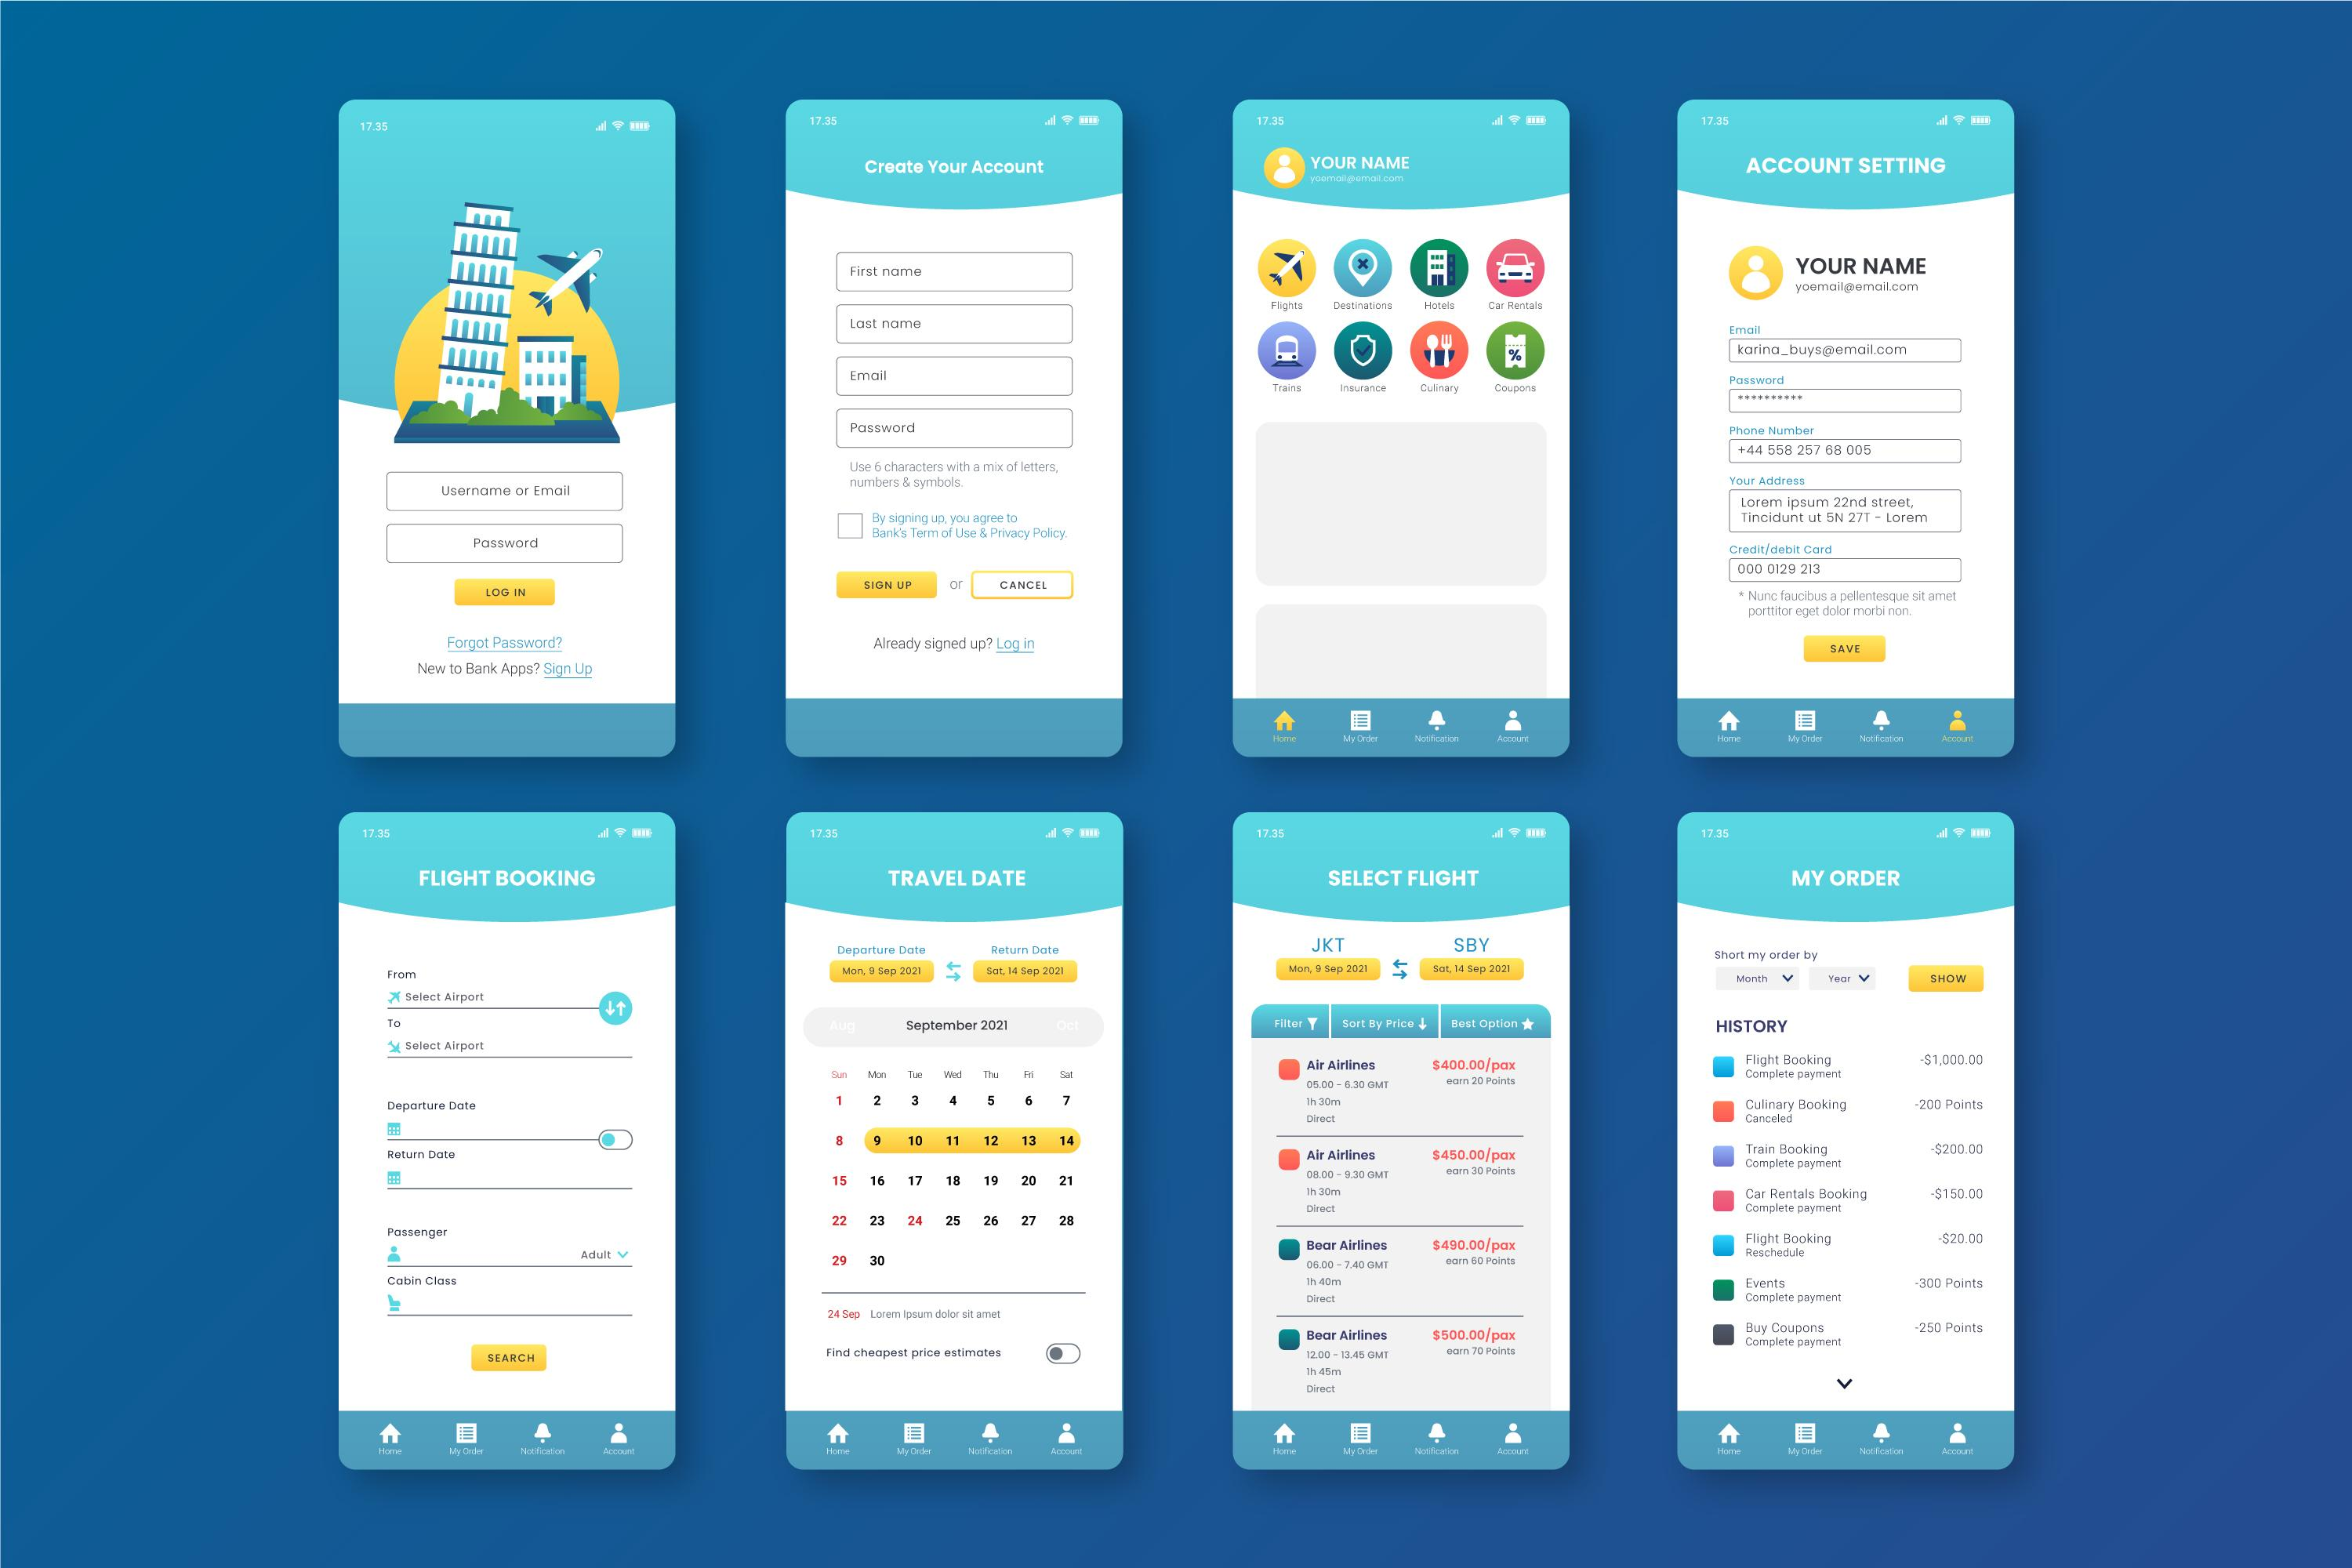 17.35
Username or Email
Password
LOG IN
Forgot Password?
New to Bank Apps? Sign Up
17.35
Create Your Account
First name
Last name
Email
Password
Use 6 characters with a mix of letters,
numbers & symbols.
By signing up, you agree to
Bank's Term of Use & Privacy Policy.
SIGN UP or CANCEL
Already signed up? Log in
17.35
YOUR NAME
yoemail@email.com
Flights Destinations Hotels Car Rentals
%
Trains Insurance Culinary Coupons
Home My Order Notification Account
17.35
ACCOUNT SETTING
YOUR NAME
yoemail@email.com
Email
karina_buys@email.com
Password
**********
Phone Number
+44 558 257 68 005
Your Address
Lorem ipsum 22nd street,
Tincidunt ut 5N 27T - Lorem
Credit/debit Card
000 0129 213
* Nunc faucibus a pellentesque sit amet
porttitor eget dolor morbi non.
SAVE
Home My Order Notification Account
17.35
FLIGHT BOOKING
From
Select Airport
To
Select Airport
Departure Date
Return Date
Passenger
Adult
Cabin Class
SEARCH
Home My Order Notification Account
17.35
TRAVEL DATE
Departure Date Return Date
Mon, 9 Sep 2021 Sat, 14 Sep 2021
Aug September 2021 Oct
Sun Mon Tue Wed Thu Fri Sat
1 2 3 4 5 6 7
8 9 10 11 12 13 14
15 16 17 18 19 20 21
22 23 24 25 26 27 28
29 30
24 Sep Lorem Ipsum dolor sit amet
Find cheapest price estimates
Home My Order Notification Account
17.35
SELECT FLIGHT
JKT SBY
Mon, 9 Sep 2021 Sat, 14 Sep 2021
Filter Sort By Price Best Option
Air Airlines $400.00/pax
05.00 - 6.30 GMT earn 20 Points
1h 30m
Direct
Air Airlines $450.00/pax
08.00 - 9.30 GMT earn 30 Points
1h 30m
Direct
Bear Airlines $490.00/pax
06.00 - 7.40 GMT earn 60 Points
1h 40m
Direct
Bear Airlines $500.00/pax
12.00 - 13.45 GMT earn 70 Points
1h 45m
Direct
Home My Order Notification Account
17.35
MY ORDER
Short my order by
Month Year SHOW
HISTORY
Flight Booking -$1,000.00
Complete payment
Culinary Booking -200 Points
Canceled
Train Booking -$200.00
Complete payment
Car Rentals Booking -$150.00
Complete payment
Flight Booking -$20.00
Reschedule
Events -300 Points
Complete payment
Buy Coupons -250 Points
Complete payment
Home My Order Notification Account